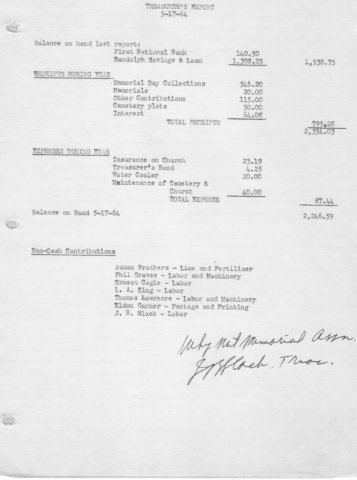 TREASURER'S REPORT
5-17-64
Balance on hand last report:
First National Bank 140.50
Randolph Savings & Loan 1,398.25 1,538.75
RECEIPTS DURING YEAR
Memorial Day Collections 546.20
Memorials 20.00
Other Contributions 115.00
Cemetery plots 50.00
Interest 64.08
TOTAL RECEIPTS 795.28
2,334.03
EXPENSES DURING YEAR
Insurance on Church 23.19
Treasurer's Bond 4.25
Water Cooler 20.00
Maintenance of Cemetery &
Church 40.00
TOTAL EXPENSE 87.44
Balance on Hand 5-17-64 2,246.59
Non-Cash Contributions
Auman Brothers - Lime and Fertilizer
Phil Graves - Labor and Machinery
Ernest Cagle - Labor
L. A. King - Labor
Thomas Lawrence - Labor and Machinery
Eldon Garner - Postage and Printing
J. B. Slack - Labor
Why Not Memorial Assn.
J B Slack, Treas.